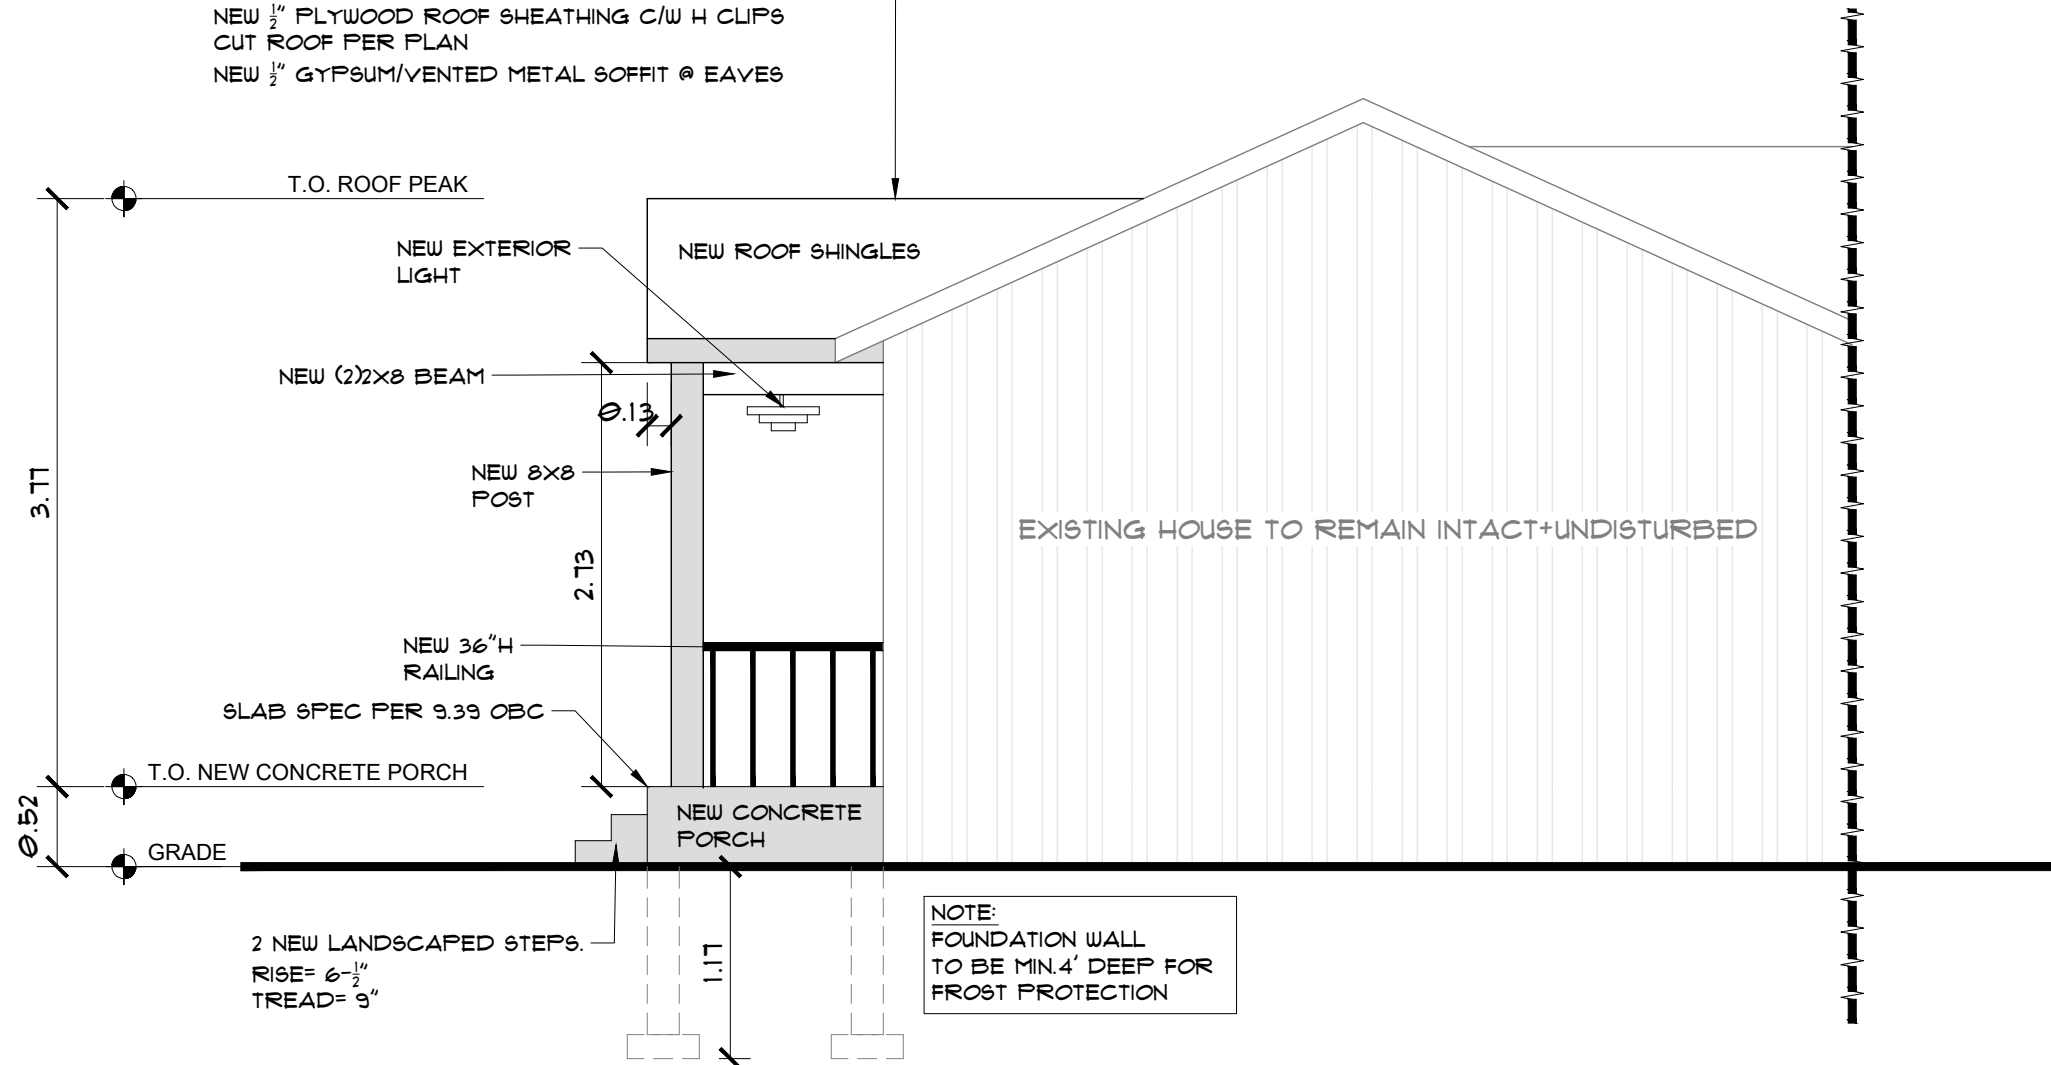 NEW ½" PLYWOOD ROOF SHEATHING C/W H CLIPS
CUT ROOF PER PLAN
NEW ½" GYPSUM/VENTED METAL SOFFIT @ EAVES
T.O. ROOF PEAK
NEW EXTERIOR
LIGHT
NEW ROOF SHINGLES
NEW (2)2X8 BEAM
0.13
NEW 8X8
POST
3.77
2.73
EXISTING HOUSE TO REMAIN INTACT+UNDISTURBED
NEW 36"H
RAILING
SLAB SPEC PER 9.39 OBC
T.O. NEW CONCRETE PORCH
NEW CONCRETE
PORCH
0.52
GRADE
2 NEW LANDSCAPED STEPS.
RISE= 6-½"
TREAD= 9"
1.17
NOTE:
FOUNDATION WALL
TO BE MIN.4' DEEP FOR
FROST PROTECTION